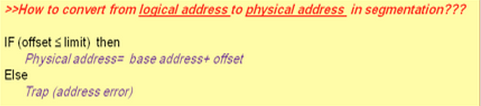 >>How to convert from logical address to physical address in segmentation???
IF (offset ≤ limit) then
Physical address= base address+ offset
Else
Trap (address error)